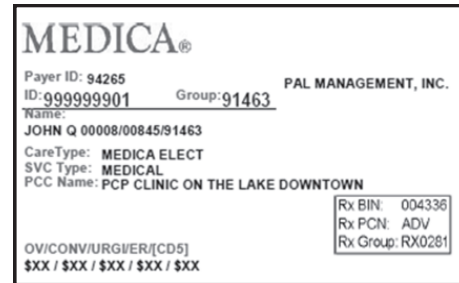 MEDICA®
Payer ID: 94265
PAL MANAGEMENT, INC.
ID:999999901 Group:91463
Name:
JOHN Q 00008/00845/91463
CareType: MEDICA ELECT
SVC Type: MEDICAL
PCC Name: PCP CLINIC ON THE LAKE DOWNTOWN
Rx BIN: 004336
Rx PCN: ADV
Rx Group: RX0281
OV/CONV/URGI/ER/[CD5]
$XX / $XX / $XX / $XX / $XX